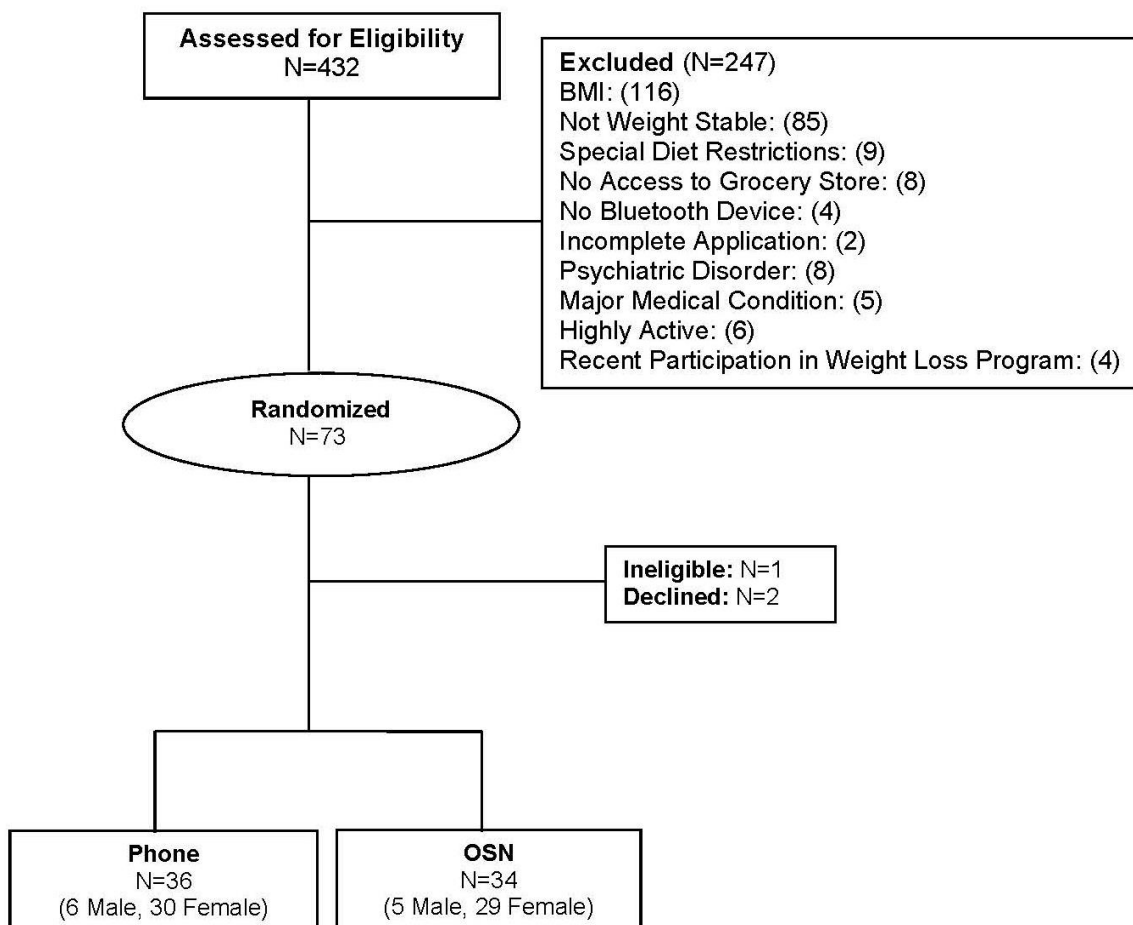 Assessed for Eligibility
N=432
Excluded (N=247)
BMI: (116)
Not Weight Stable: (85)
Special Diet Restrictions: (9)
No Access to Grocery Store: (8)
No Bluetooth Device: (4)
Incomplete Application: (2)
Psychiatric Disorder: (8)
Major Medical Condition: (5)
Highly Active: (6)
Recent Participation in Weight Loss Program: (4)
Randomized
N=73
Ineligible: N=1
Declined: N=2
Phone
N=36
(6 Male, 30 Female)
OSN
N=34
(5 Male, 29 Female)